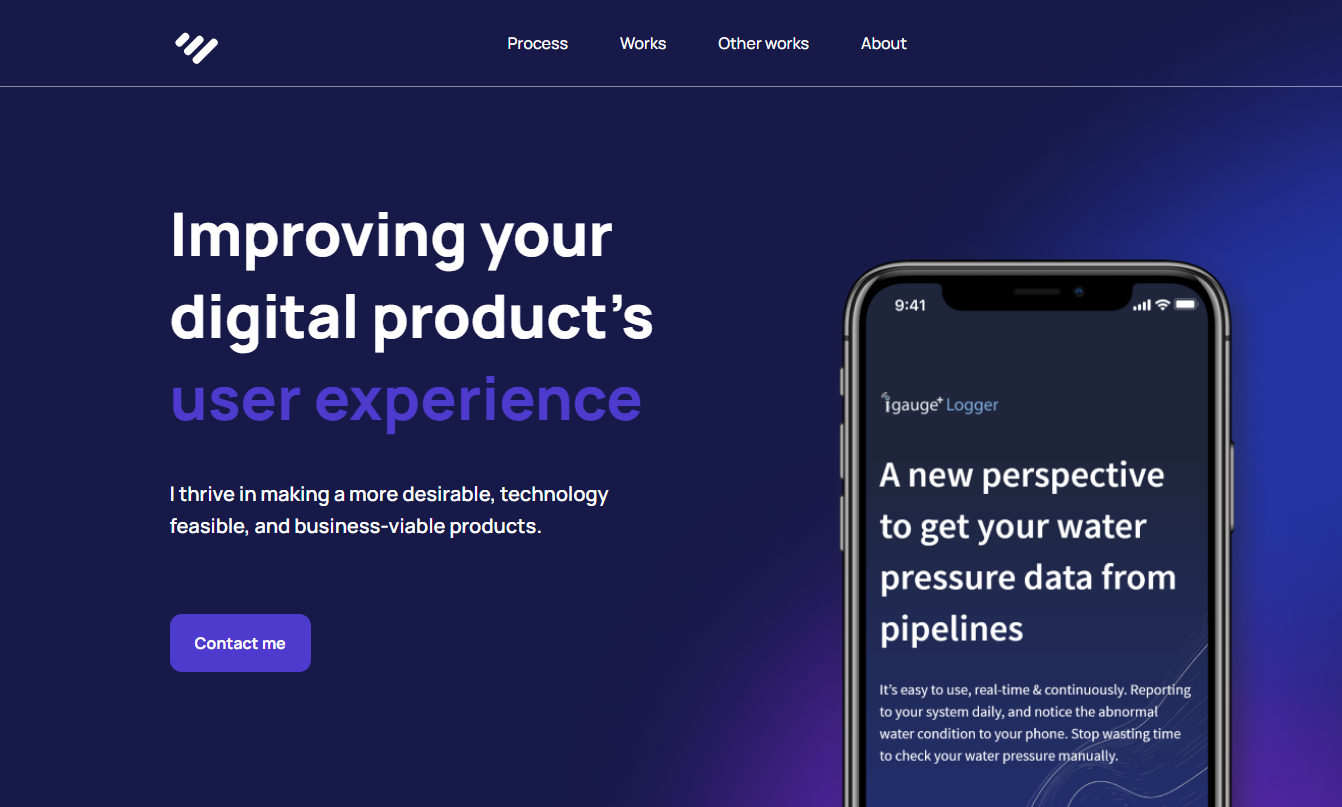 Process Works Other works About
Improving your
digital product’s
user experience
I thrive in making a more desirable, technology
feasible, and business-viable products.
Contact me
9:41
igauge+ Logger
A new perspective
to get your water
pressure data from
pipelines
It’s easy to use, real-time & continuously. Reporting
to your system daily, and notice the abnormal
water condition to your phone. Stop wasting time
to check your water pressure manually.